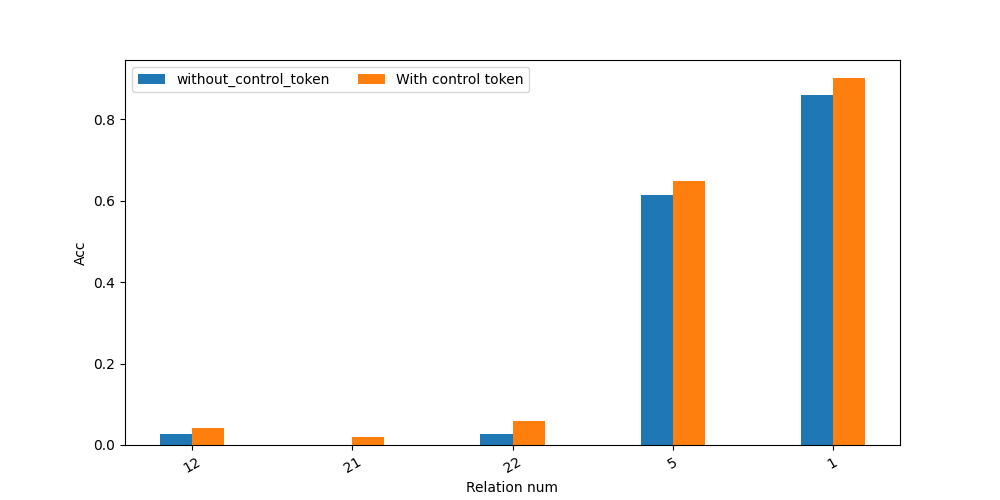 without_control_token With control token
0.8
0.6
Acc
0.4
0.2
0.0
12 21 22 5 1
Relation num